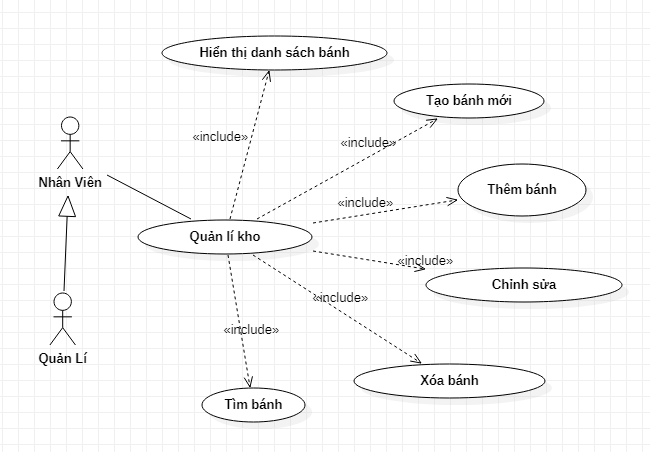 Hiển thị danh sách bánh
Tạo bánh mới
«include»
«include»
Nhân Viên
Thêm bánh
«include»
Quản lí kho
«include»
Chỉnh sửa
«include»
«include»
Quản Lí
Xóa bánh
Tìm bánh